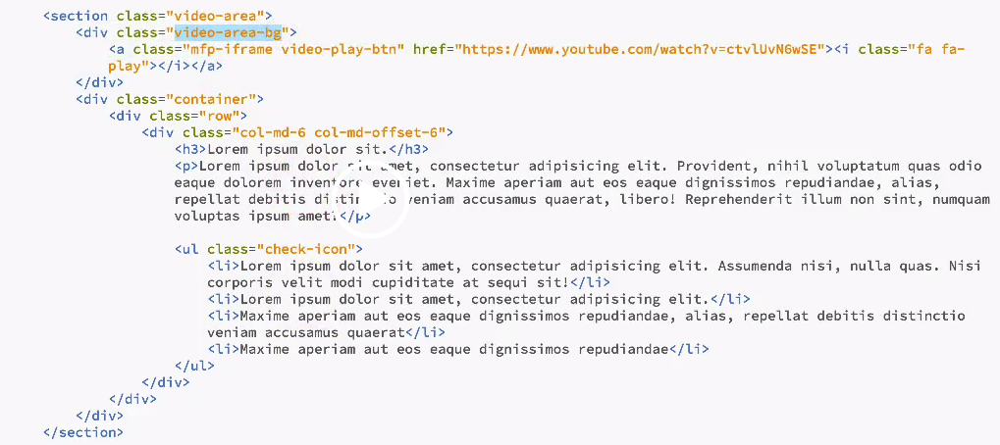 <section class="video-area">
<div class="video-area-bg">
<a class="mfp-iframe video-play-btn" href="https://www.youtube.com/watch?v=ctvlUvN6wSE"><i class="fa fa-
play"></i></a>
</div>
<div class="container">
<div class="row">
<div class="col-md-6 col-md-offset-6">
<h3>Lorem ipsum dolor sit.</h3>
<p>Lorem ipsum dolor sit amet, consectetur adipisicing elit. Provident, nihil voluptatum quas odio
eaque dolorem inventore eveniet. Maxime aperiam aut eos eaque dignissimos repudiandae, alias,
repellat debitis distinctio veniam accusamus quaerat, libero! Reprehenderit illum non sint, numquam
voluptas ipsum amet!</p>
<ul class="check-icon">
<li>Lorem ipsum dolor sit amet, consectetur adipisicing elit. Assumenda nisi, nulla quas. Nisi
corporis velit modi cupiditate at sequi sit!</li>
<li>Lorem ipsum dolor sit amet, consectetur adipisicing elit.</li>
<li>Maxime aperiam aut eos eaque dignissimos repudiandae, alias, repellat debitis distinctio
veniam accusamus quaerat</li>
<li>Maxime aperiam aut eos eaque dignissimos repudiandae</li>
</ul>
</div>
</div>
</div>
</section>